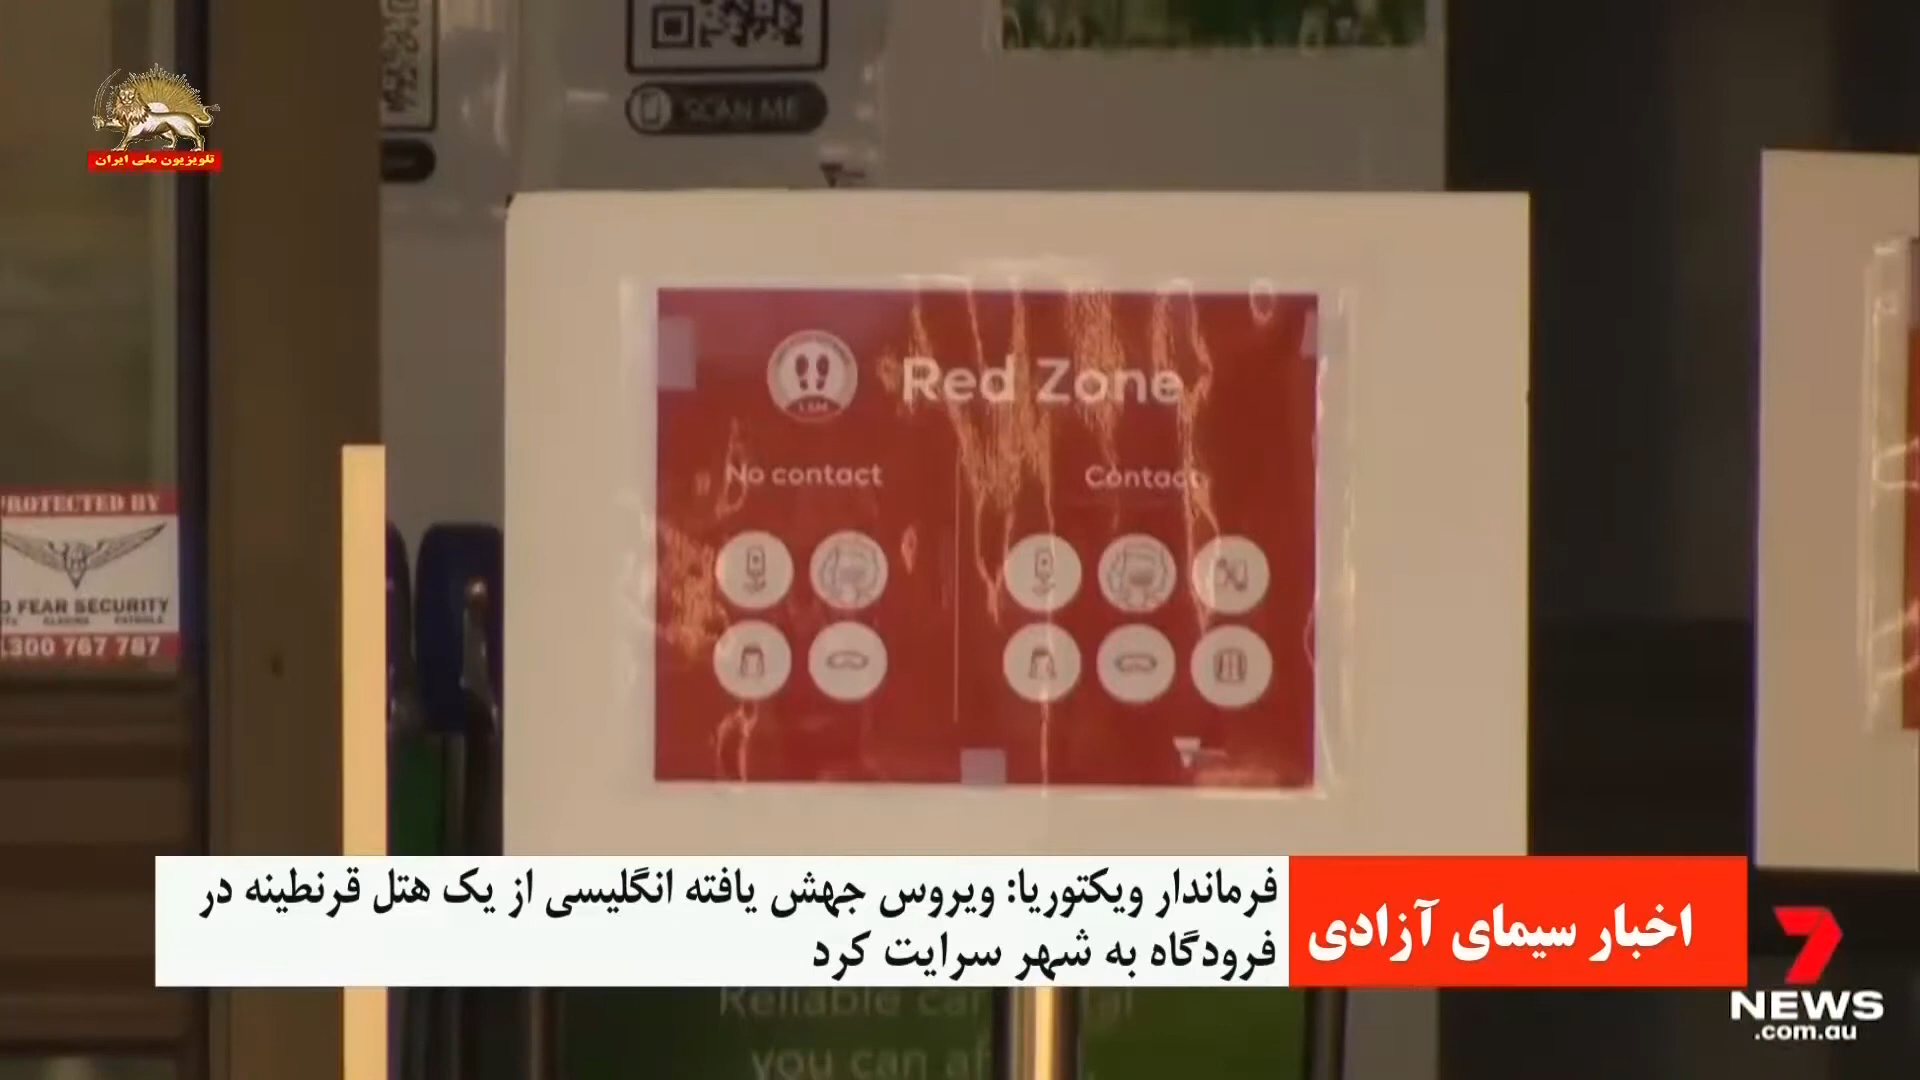 SCAN ME
تلویزیون ملی ایران
Red Zone
No contact
Contact
PROTECTED BY
FEAR SECURITY
1300 767 767
فرماندار ویکتوریا: ویروس جهش یافته انگلیسی از یک هتل قرنطینه در
فرودگاه به شهر سرایت کرد
اخبار سیمای آزادی
Reliable car
you can
7
NEWS
.com.au